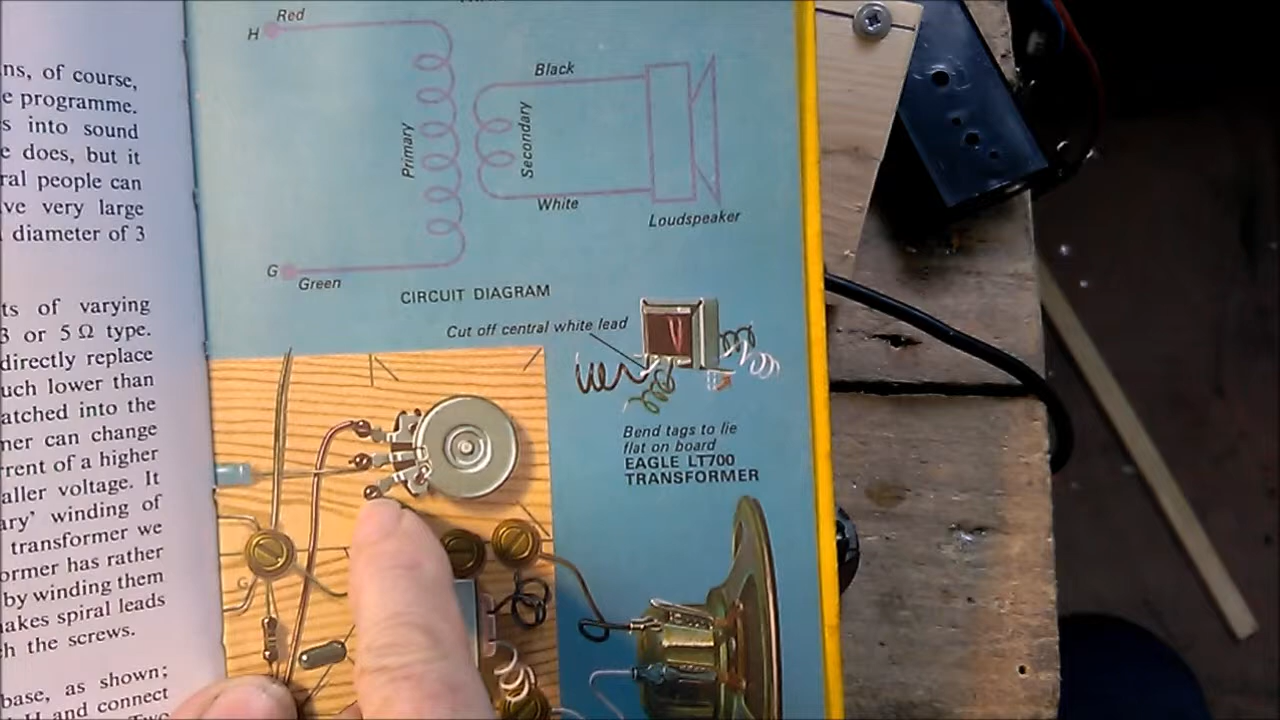 ns, of course,
e programme.
s into sound
e does, but it
ral people can
ve very large
diameter of 3
ts of varying
3 or 5 Ω type.
directly replace
uch lower than
atched into the
ner can change
rrent of a higher
aller voltage. It
ary' winding of
transformer we
ormer has rather
by winding them
akes spiral leads
h the screws.
base, as shown;
H and connect
Two
Red
H
Primary
Secondary
Black
White
Loudspeaker
G
Green
CIRCUIT DIAGRAM
Cut off central white lead
Bend tags to lie
flat on board
EAGLE LT700
TRANSFORMER
G